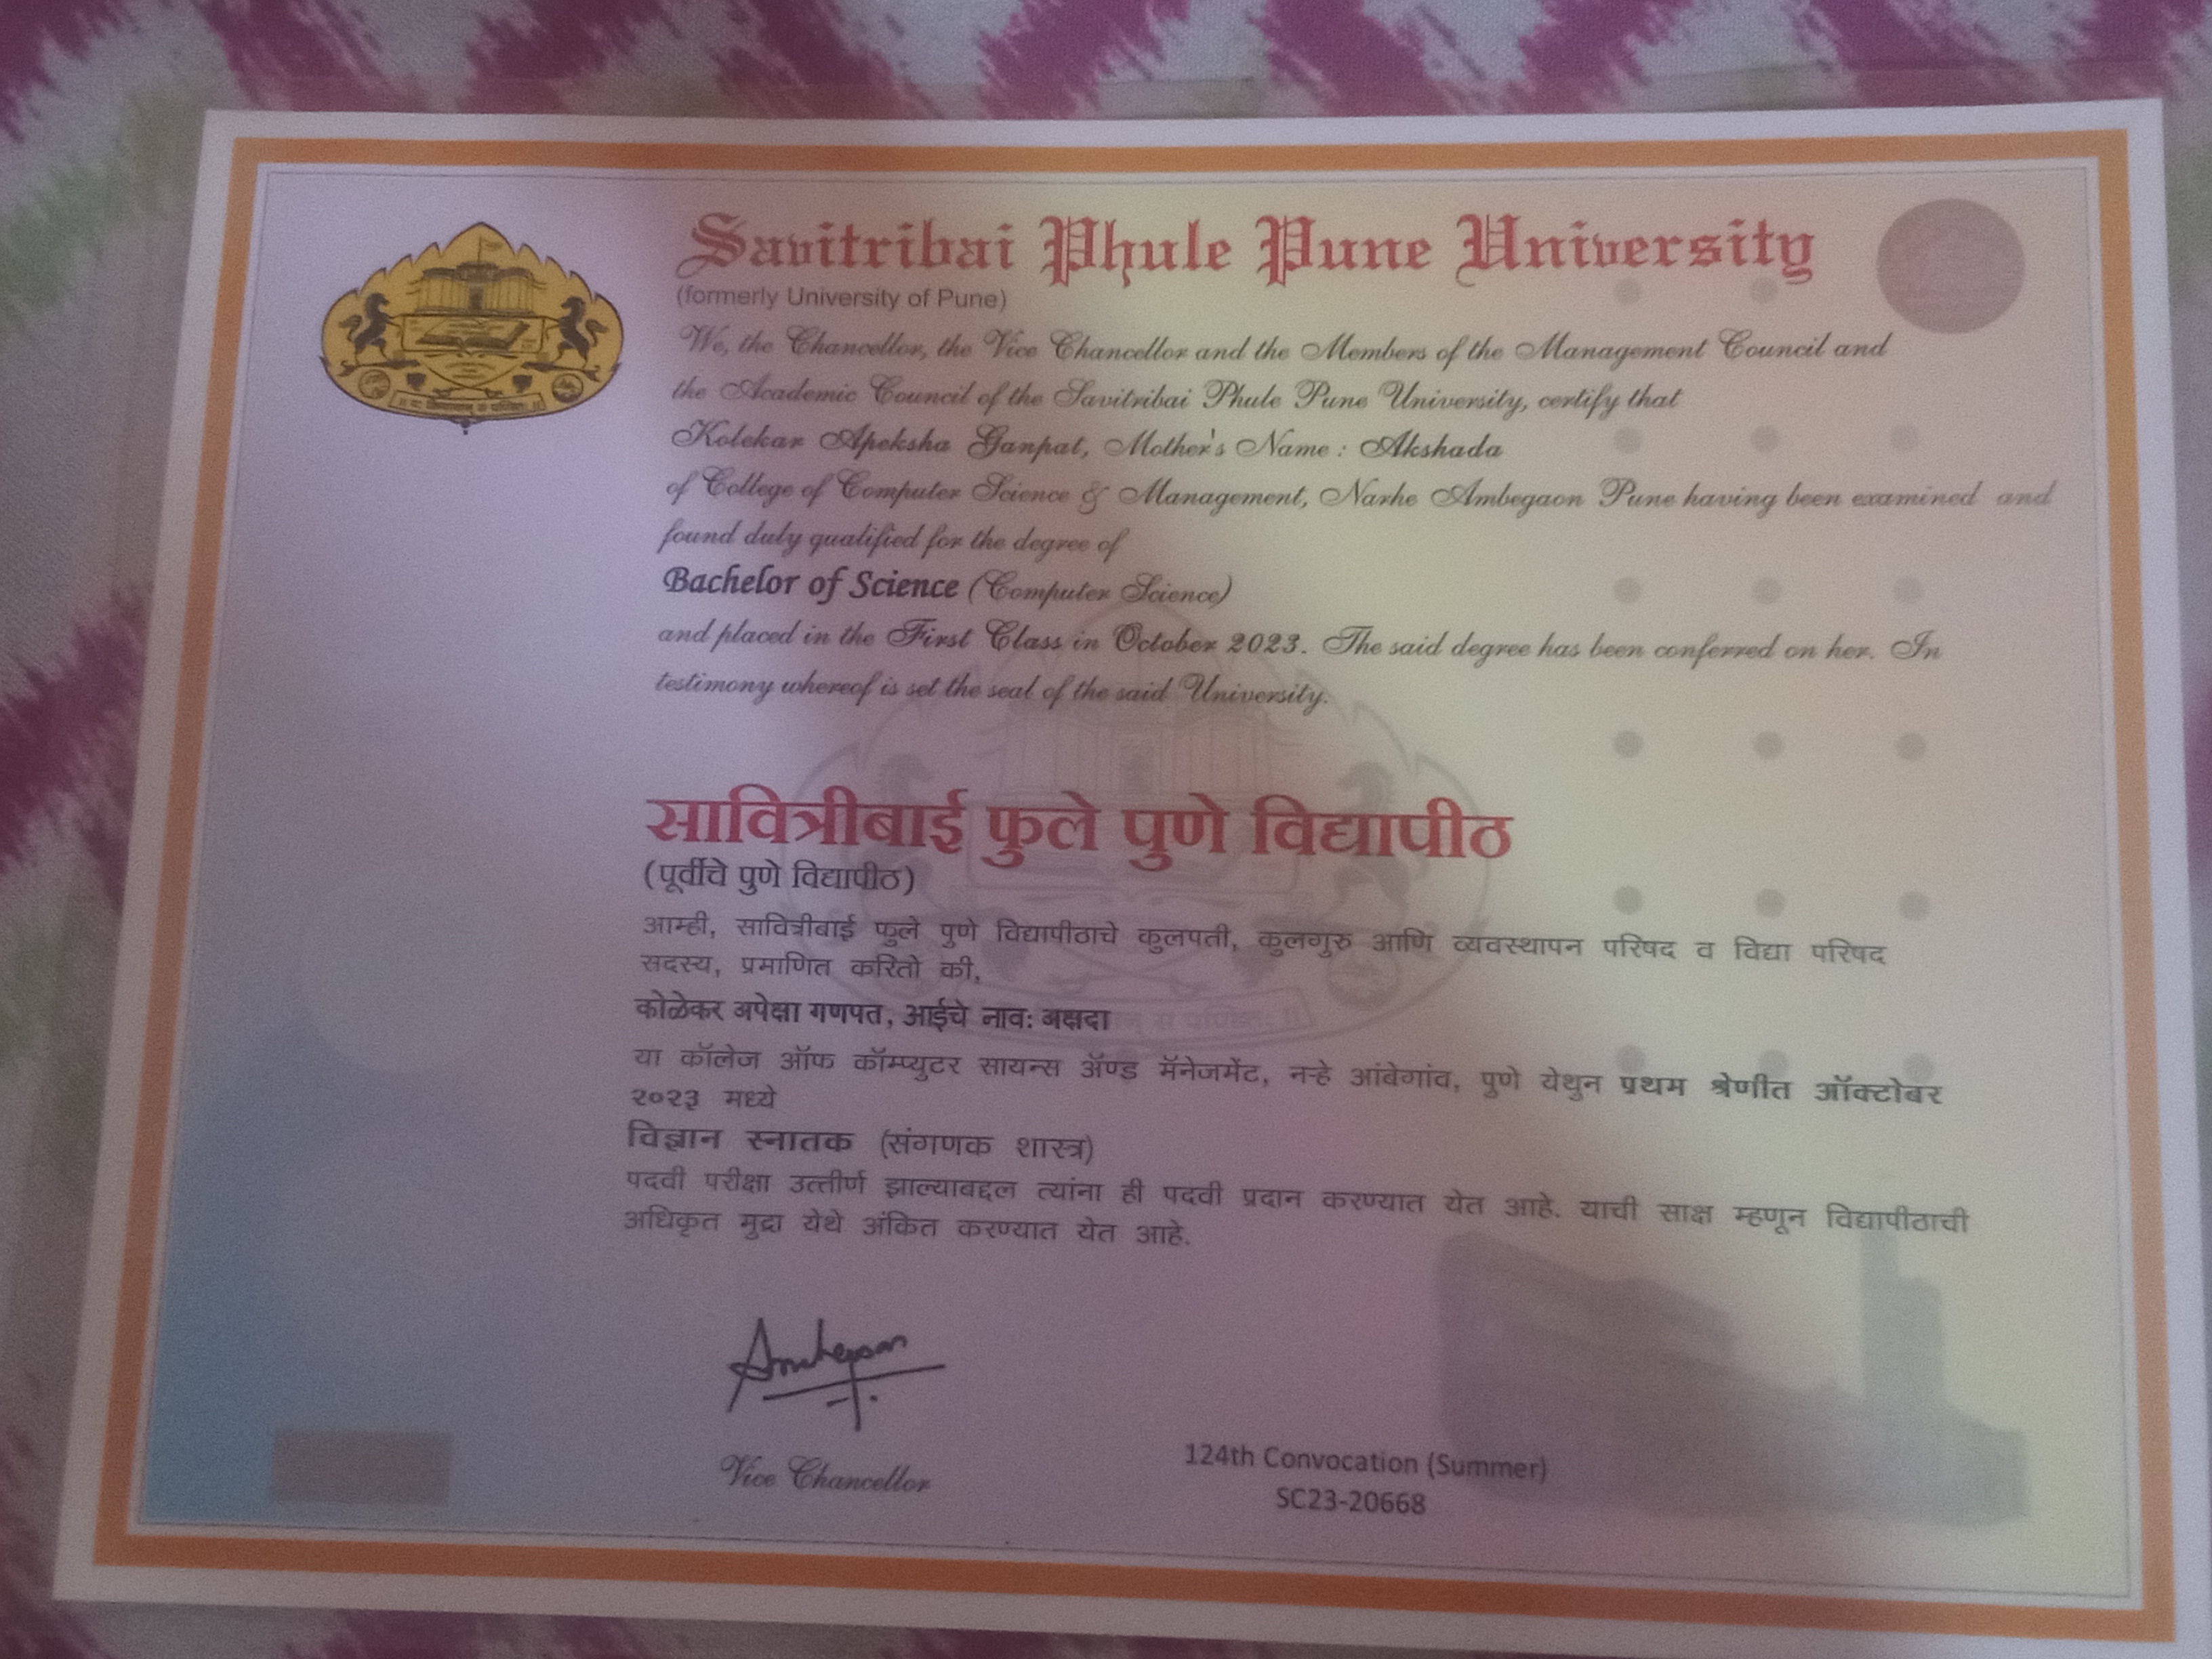 Savitribai Phule Pune University
(formerly University of Pune)
We, the Chancellor, the Vice Chancellor and the Members of the Management Council and
the Academic Council of the Savitribai Phule Pune University, certify that
Kolekar Apeksha Ganpat, Mother's Name : Akshada
of College of Computer Science & Management, Narhe Ambegaon Pune having been examined and
found duly qualified for the degree of
Bachelor of Science (Computer Science)
and placed in the First Class in October 2023. The said degree has been conferred on her. In
testimony whereof is set the seal of the said University.
सावित्रीबाई फुले पुणे विद्यापीठ
(पूर्वीचे पुणे विद्यापीठ)
आम्ही, सावित्रीबाई फुले पुणे विद्यापीठाचे कुलपती, कुलगुरु आणि व्यवस्थापन परिषद व विद्या परिषद
सदस्य, प्रमाणित करितो की,
कोळेकर अपेक्षा गणपत, आईचे नाव: अक्षदा
या कॉलेज ऑफ कॉम्प्युटर सायन्स ॲण्ड मॅनेजमेंट, नऱ्हे आंबेगांव, पुणे येथुन प्रथम श्रेणीत ऑक्टोबर
२०२३ मध्ये
विज्ञान स्नातक (संगणक शास्त्र)
पदवी परीक्षा उत्तीर्ण झाल्याबद्दल त्यांना ही पदवी प्रदान करण्यात येत आहे. याची साक्ष म्हणून विद्यापीठाची
अधिकृत मुद्रा येथे अंकित करण्यात येत आहे.
Vice Chancellor
124th Convocation (Summer)
SC23-20668